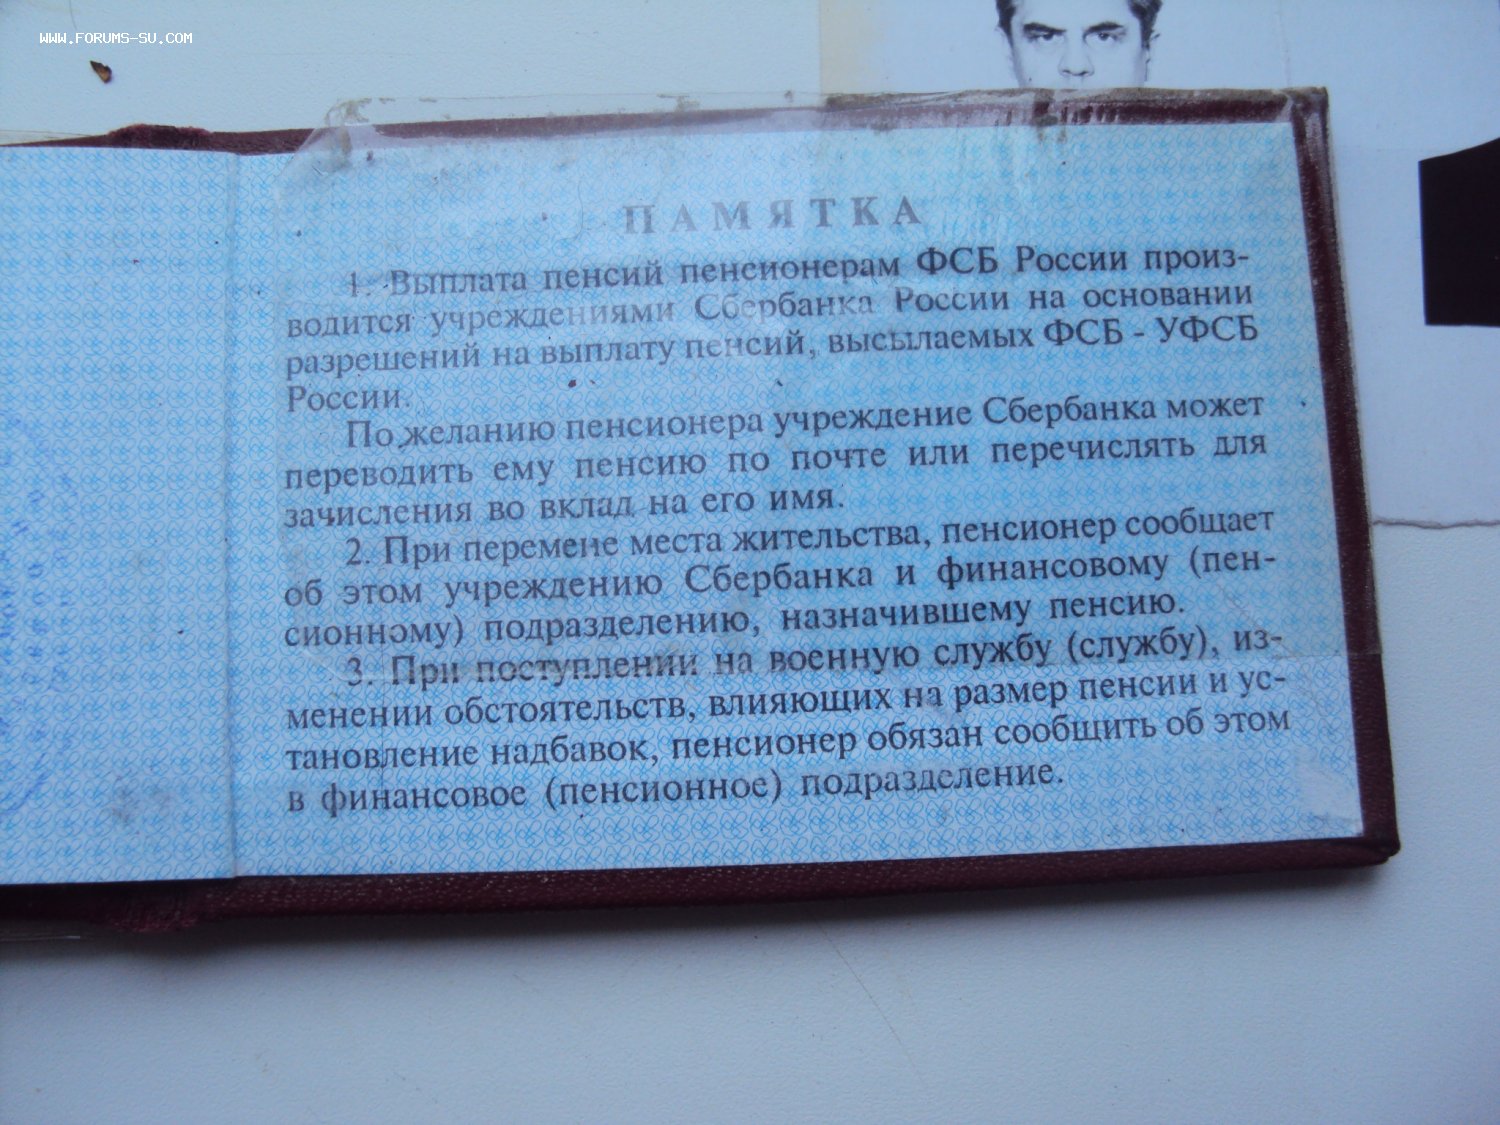 WWW.FORUMS-SU.COM
ПАМЯТКА
1. Выплата пенсий пенсионерам ФСБ России произ-
водится учреждениями Сбербанка России на основании
разрешений на выплату пенсий, высылаемых ФСБ - УФСБ
России.
По желанию пенсионера учреждение Сбербанка может
переводить ему пенсию по почте или перечислять для
зачисления во вклад на его имя.
2. При перемене места жительства, пенсионер сообщает
об этом учреждению Сбербанка и финансовому (пен-
сионному) подразделению, назначившему пенсию.
3. При поступлении на военную службу (службу), из-
менении обстоятельств, влияющих на размер пенсии и ус-
тановление надбавок, пенсионер обязан сообщить об этом
в финансовое (пенсионное) подразделение.